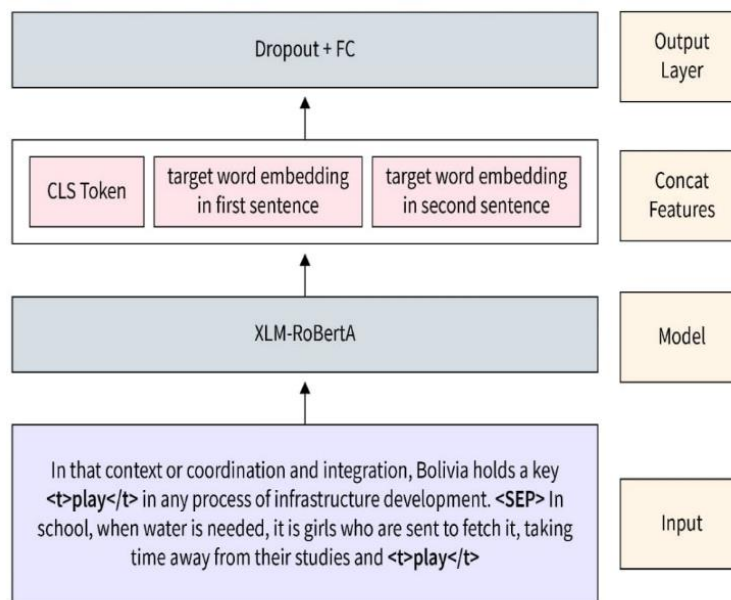 Dropout + FC
Output
Layer
CLS Token
target word embedding
in first sentence
target word embedding
in second sentence
Concat
Features
XLM-RoBertA
Model
In that context or coordination and integration, Bolivia holds a key
<t>play</t> in any process of infrastructure development. <SEP> In
school, when water is needed, it is girls who are sent to fetch it, taking
time away from their studies and <t>play</t>
Input